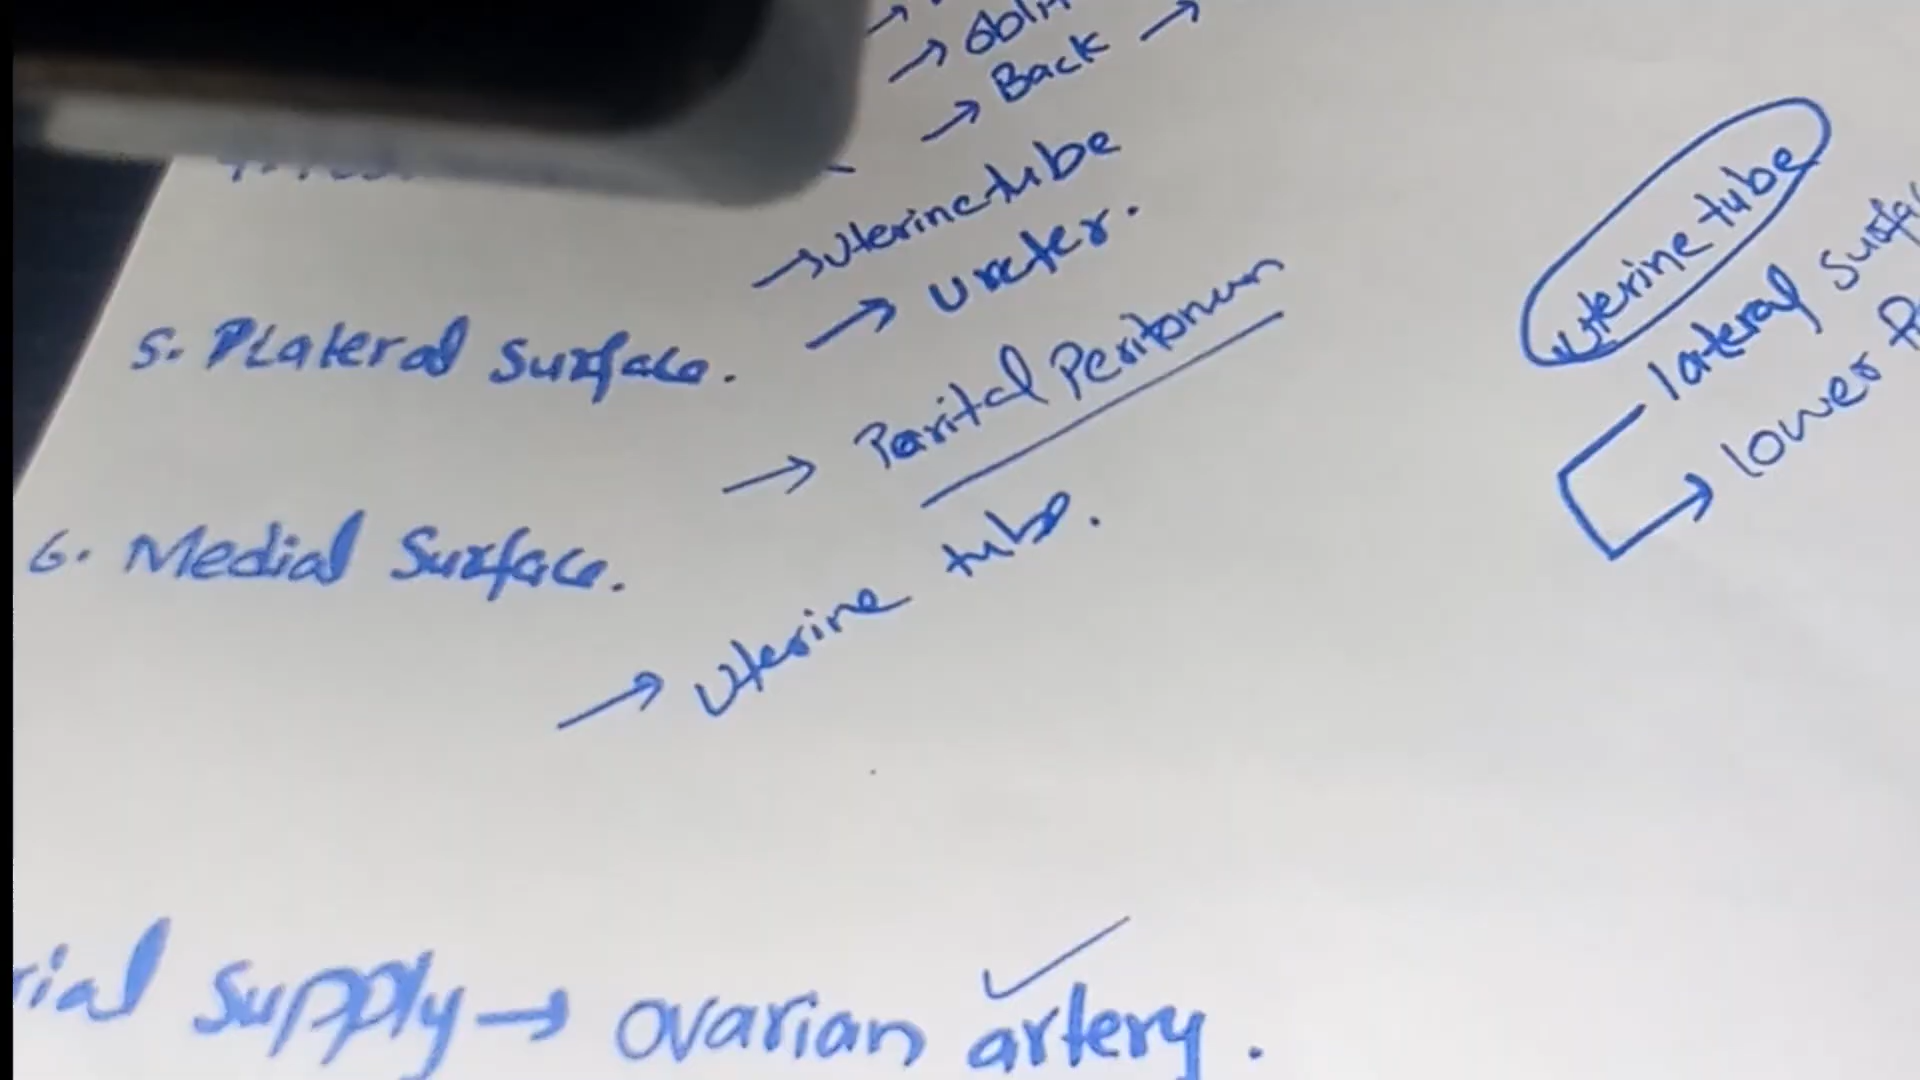 → Back →
→ Uterine tube
→ Ureter.
5. Lateral Surface.
→ Parital Peritonum
6. Medial Surface.
→ Uterine tube.
Supply → ovarian artery.
Uterine tube
lateral
→ lower